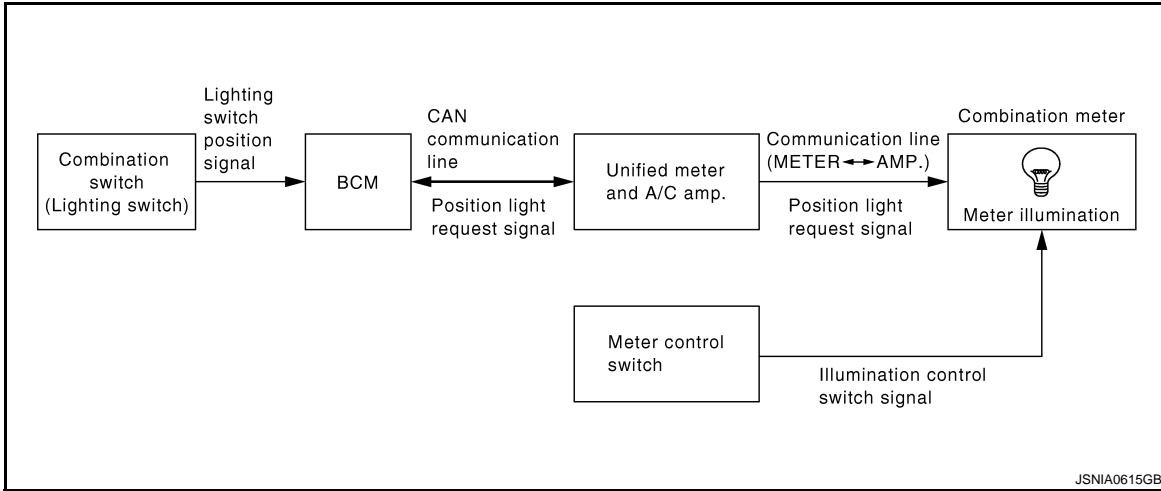 Lighting
switch
position
signal
Combination
switch
(Lighting switch)
BCM
CAN
communication
line
Position light
request signal
Unified meter
and A/C amp.
Communication line
(METER↔AMP.)
Position light
request signal
Combination meter
Meter illumination
Meter control
switch
Illumination control
switch signal
JSNIA0615GB